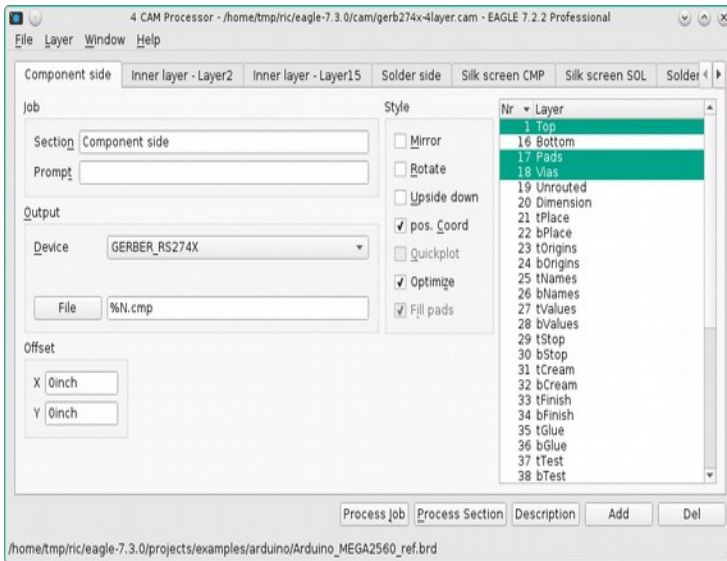 4 CAM Processor - /home/tmp/ric/eagle-7.3.0/cam/gerb274x-4layer.cam - EAGLE 7.2.2 Professional
File Layer Window Help
Component side Inner layer - Layer2 Inner layer - Layer15 Solder side Silk screen CMP Silk screen SOL Solder
Job
Section Component side
Prompt
Output
Device GERBER_RS274X
File %N.cmp
Offset
X 0inch
Y 0inch
Style
Mirror
Rotate
Upside down
pos. Coord
Quickplot
Optimize
Fill pads
Nr Layer
1 Top
16 Bottom
17 Pads
18 Vias
19 Unrouted
20 Dimension
21 tPlace
22 bPlace
23 tOrigins
24 bOrigins
25 tNames
26 bNames
27 tValues
28 bValues
29 tStop
30 bStop
31 tCream
32 bCream
33 tFinish
34 bFinish
35 tGlue
36 bGlue
37 tTest
38 bTest
Process Job Process Section Description Add Del
/home/tmp/ric/eagle-7.3.0/projects/examples/arduino/Arduino_MEGA2560_ref.brd